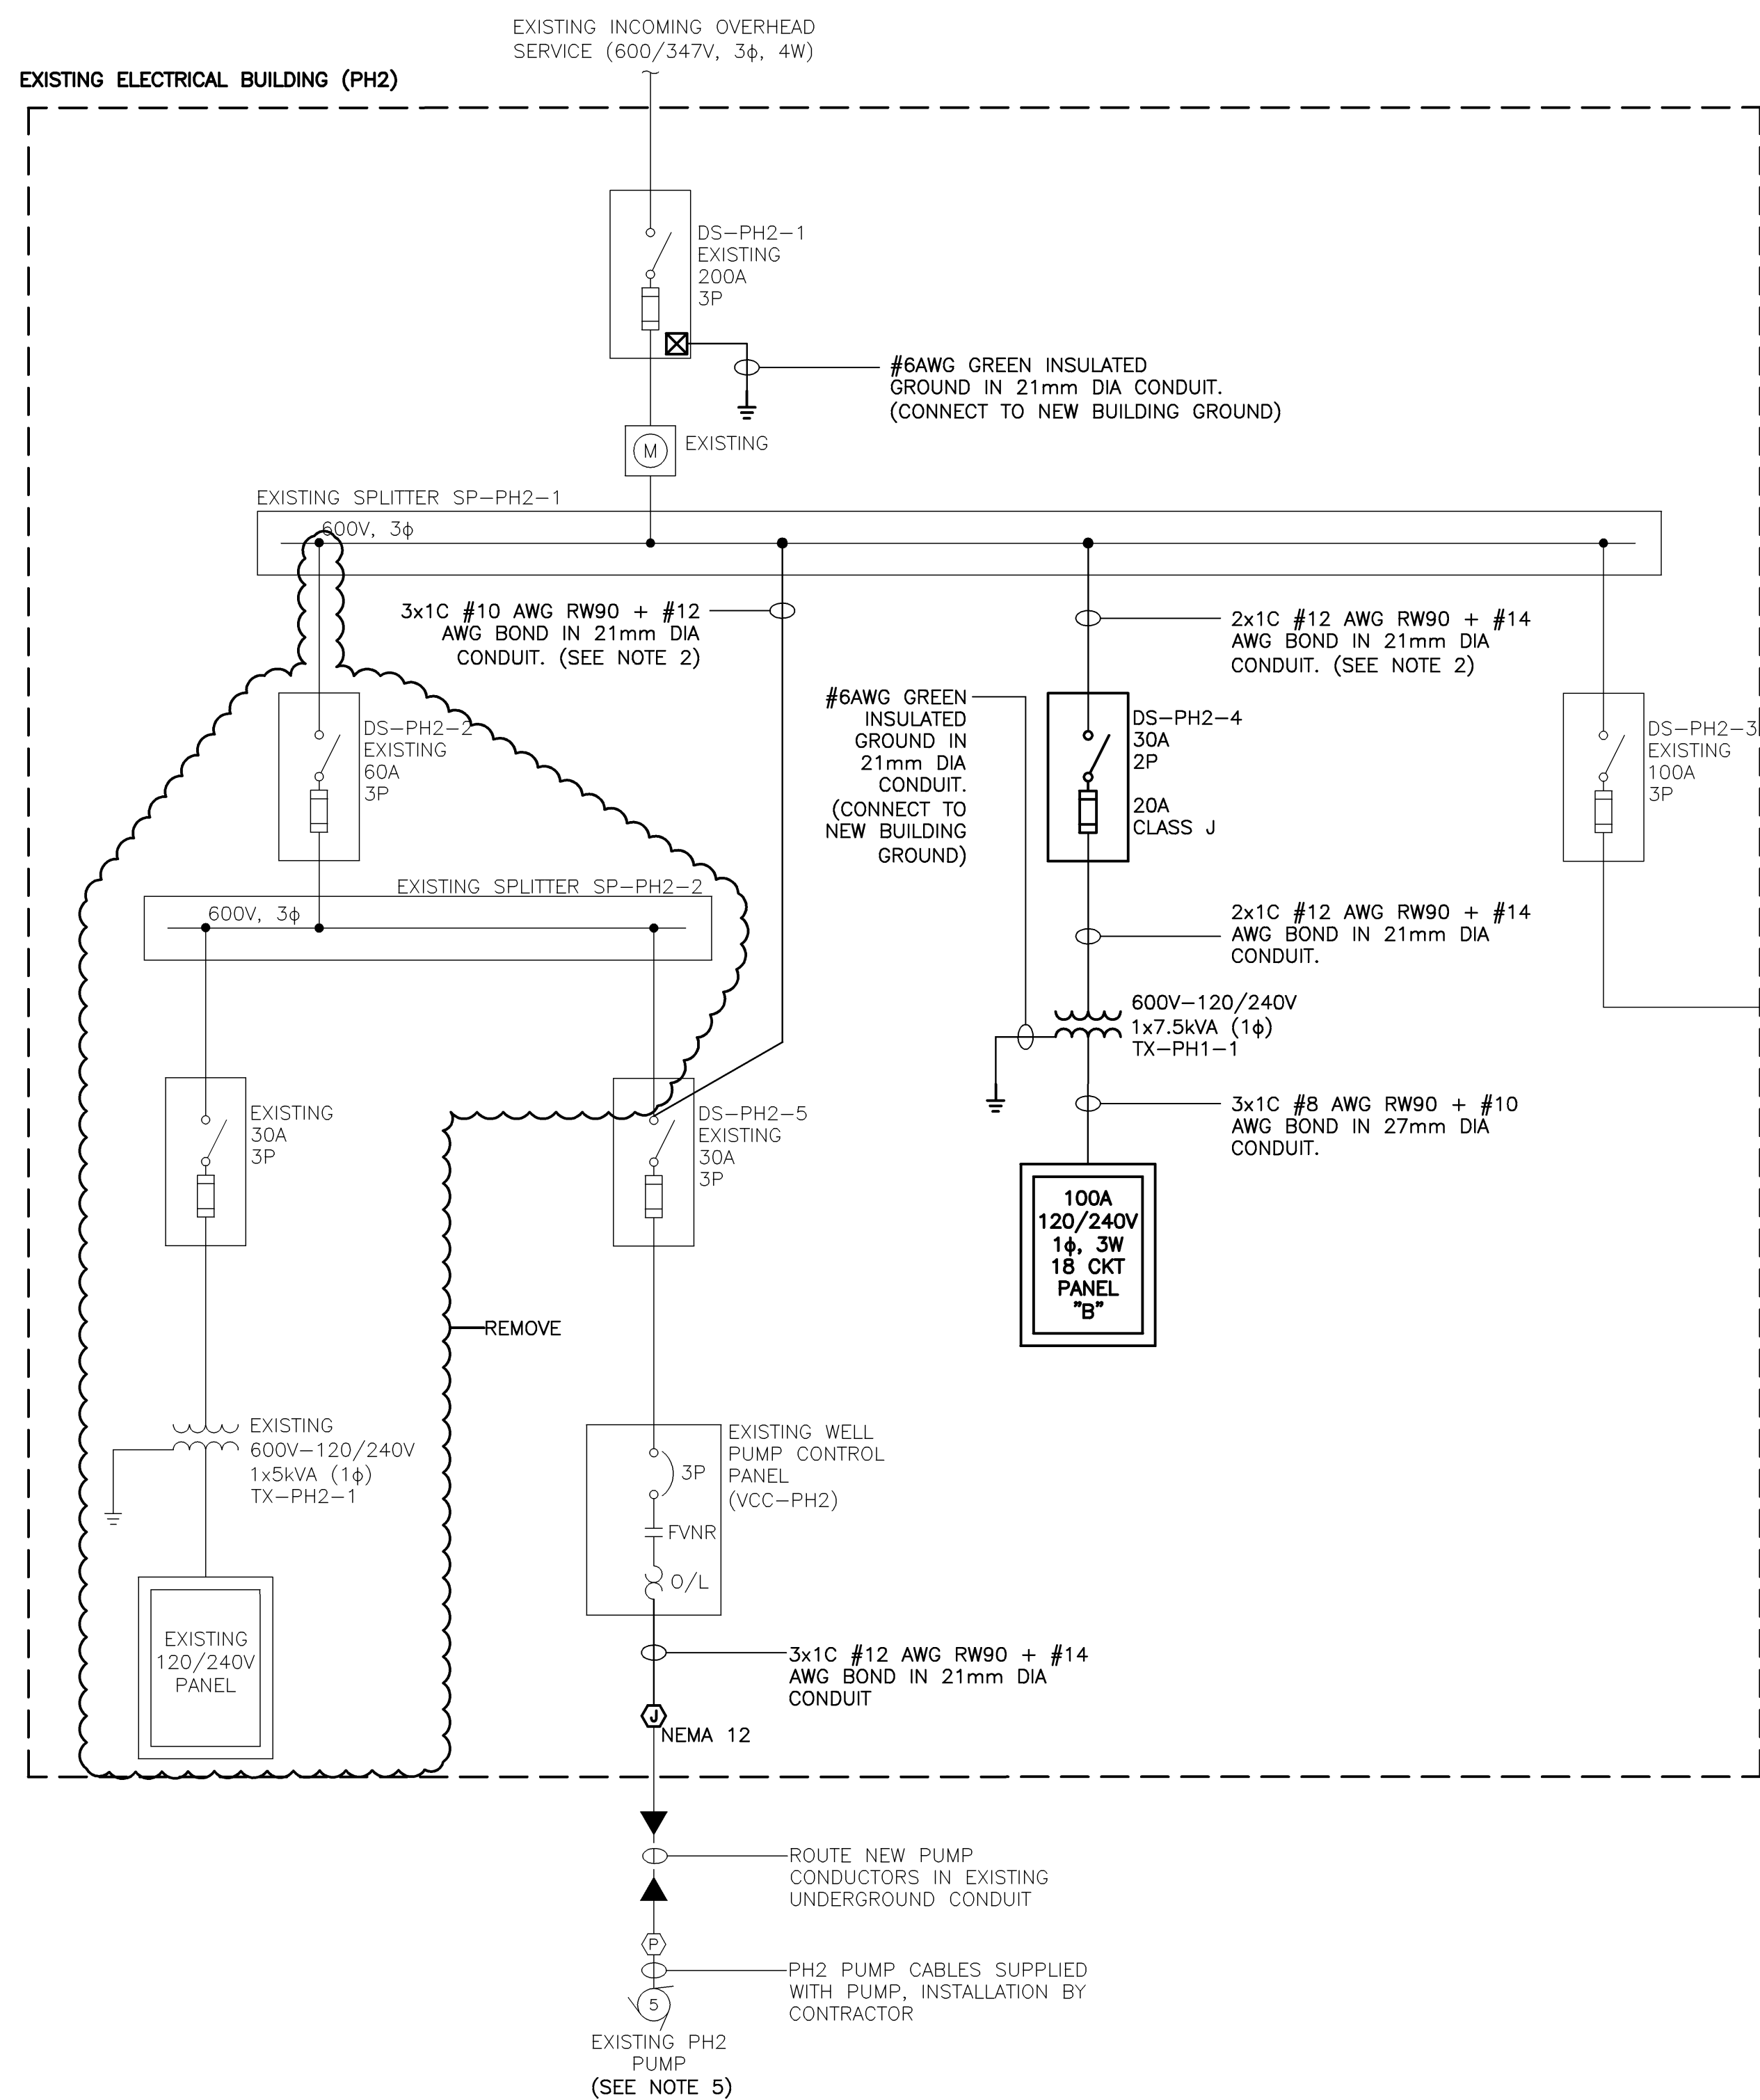 EXISTING INCOMING OVERHEAD
SERVICE (600/347V, 3ϕ, 4W)
EXISTING ELECTRICAL BUILDING (PH2)
DS-PH2-1
EXISTING
200A
3P
#6AWG GREEN INSULATED
GROUND IN 21mm DIA CONDUIT.
(CONNECT TO NEW BUILDING GROUND)
M
EXISTING
EXISTING SPLITTER SP-PH2-1
600V, 3ϕ
3x1C #10 AWG RW90 + #12
AWG BOND IN 21mm DIA
CONDUIT. (SEE NOTE 2)
2x1C #12 AWG RW90 + #14
AWG BOND IN 21mm DIA
CONDUIT. (SEE NOTE 2)
#6AWG GREEN
INSULATED
GROUND IN
21mm DIA
CONDUIT.
(CONNECT TO
NEW BUILDING
GROUND)
DS-PH2-2
EXISTING
60A
3P
DS-PH2-4
30A
2P
20A
CLASS J
DS-PH2-3
EXISTING
100A
3P
EXISTING SPLITTER SP-PH2-2
600V, 3ϕ
2x1C #12 AWG RW90 + #14
AWG BOND IN 21mm DIA
CONDUIT.
600V-120/240V
1x7.5kVA (1ϕ)
TX-PH1-1
EXISTING
30A
3P
DS-PH2-5
EXISTING
30A
3P
3x1C #8 AWG RW90 + #10
AWG BOND IN 27mm DIA
CONDUIT.
100A
120/240V
1ϕ, 3W
18 CKT
PANEL
"B"
REMOVE
EXISTING
600V-120/240V
1x5kVA (1ϕ)
TX-PH2-1
EXISTING WELL
PUMP CONTROL
PANEL
(VCC-PH2)
3P
FVNR
O/L
EXISTING
120/240V
PANEL
3x1C #12 AWG RW90 + #14
AWG BOND IN 21mm DIA
CONDUIT
J
NEMA 12
ROUTE NEW PUMP
CONDUCTORS IN EXISTING
UNDERGROUND CONDUIT
P
PH2 PUMP CABLES SUPPLIED
WITH PUMP, INSTALLATION BY
CONTRACTOR
5
EXISTING PH2
PUMP
(SEE NOTE 5)